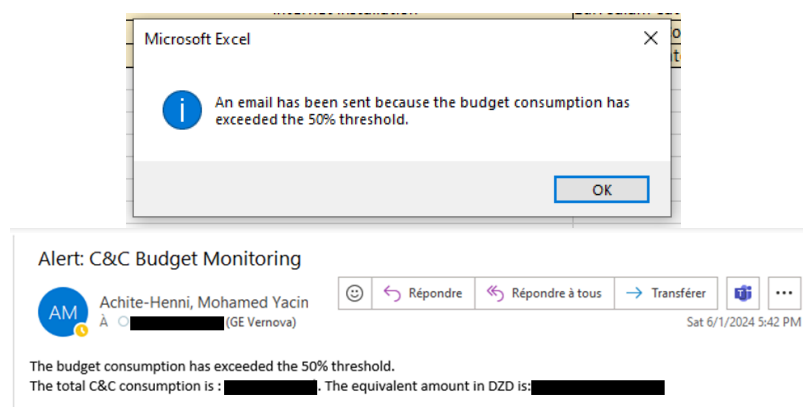 Microsoft Excel
An email has been sent because the budget consumption has
exceeded the 50% threshold.
OK
Alert: C&C Budget Monitoring
AM
Achite-Henni, Mohamed Yacin
À
(GE Vernova)
Répondre
Répondre à tous
Transférer
Sat 6/1/2024 5:42 PM
The budget consumption has exceeded the 50% threshold.
The total C&C consumption is : . The equivalent amount in DZD is: